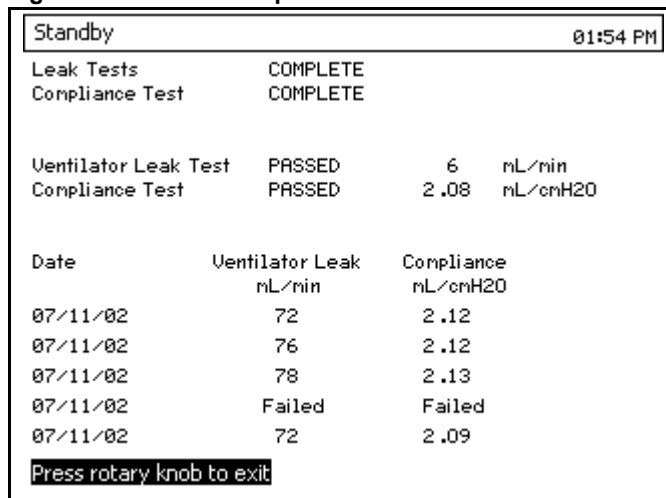 Standby 01:54 PM
Leak Tests COMPLETE
Compliance Test COMPLETE
Ventilator Leak Test PASSED 6 mL/min
Compliance Test PASSED 2.08 mL/cmH2O
Date Ventilator Leak Compliance
mL/min mL/cmH2O
07/11/02 72 2.12
07/11/02 76 2.12
07/11/02 78 2.13
07/11/02 Failed Failed
07/11/02 72 2.09
Press rotary knob to exit